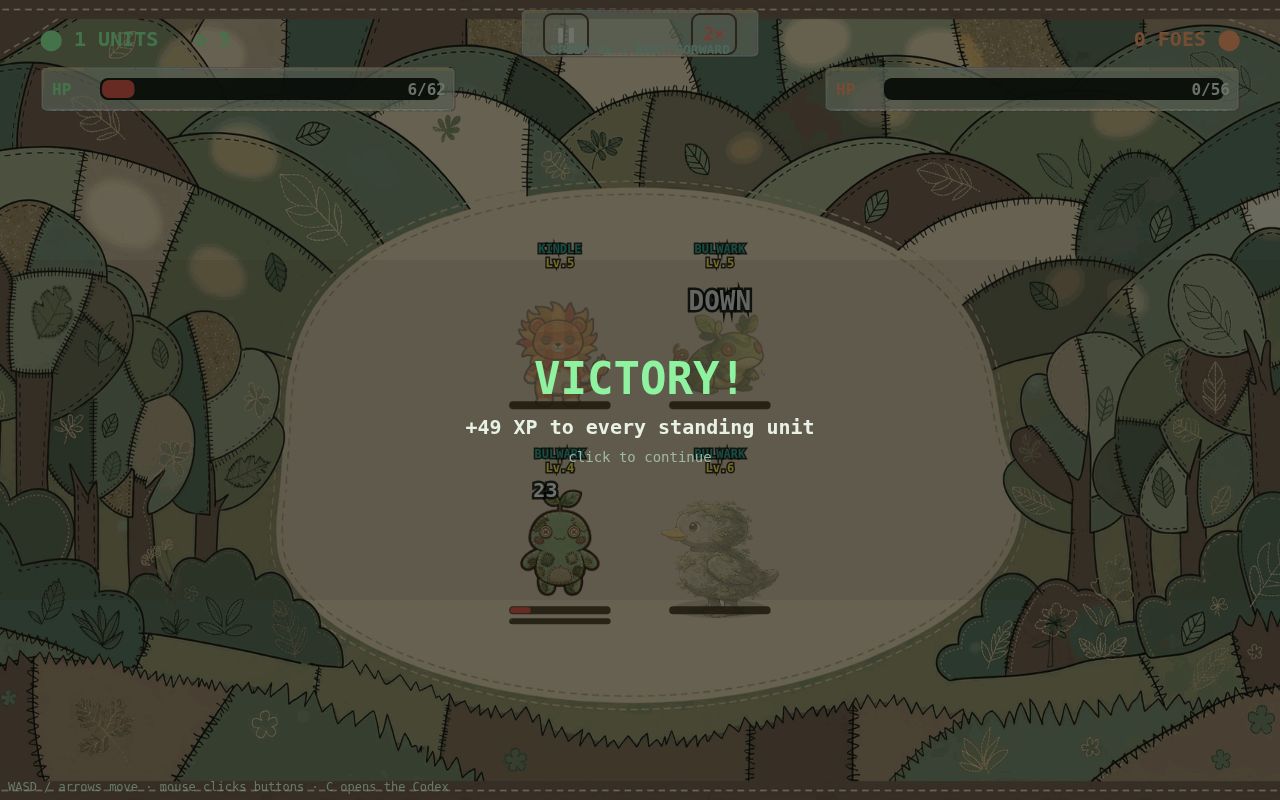 1 UNITS
2×
0 FOES
HP 6/62
HP 0/56
KINDLE
Lv.5
BULWARK
Lv.5
DOWN
VICTORY!
+49 XP to every standing unit
click to continue
BULWARK
Lv.4
BULWARK
Lv.6
23
WASD / arrows move · mouse clicks buttons · C opens the Codex